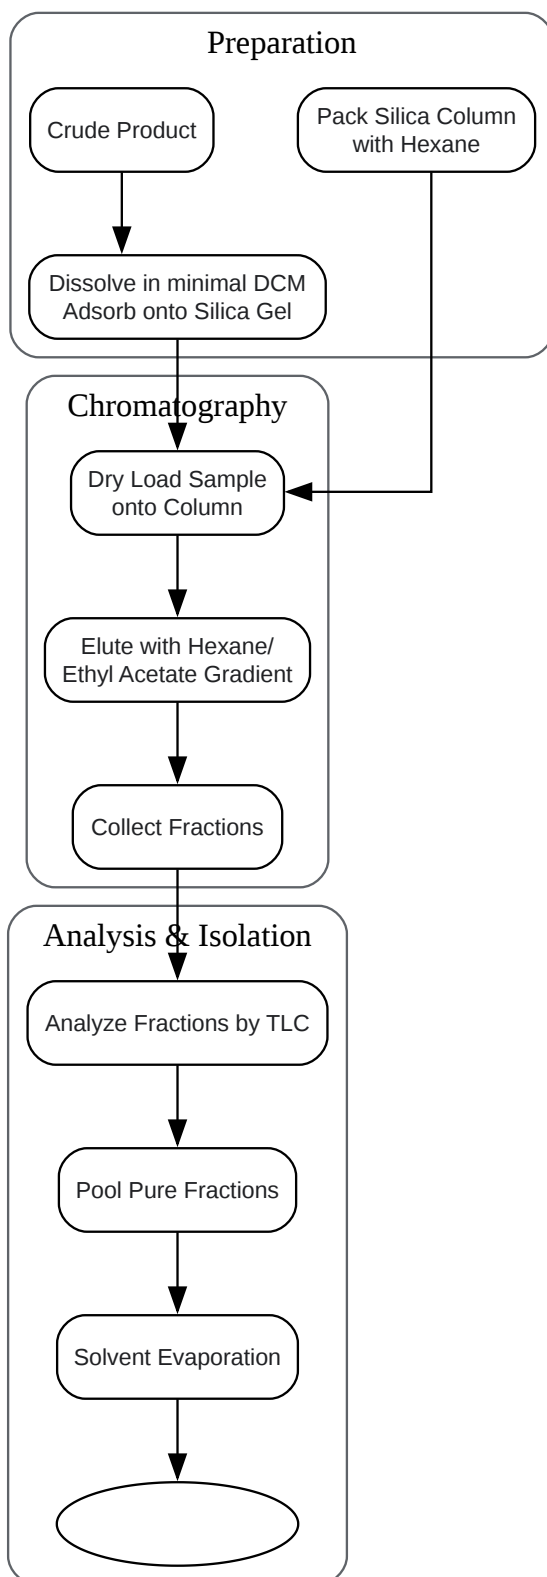 Preparation
Crude Product
Pack Silica Column
with Hexane
Dissolve in minimal DCM
Adsorb onto Silica Gel
Chromatography
Dry Load Sample
onto Column
Elute with Hexane/
Ethyl Acetate Gradient
Collect Fractions
Analysis & Isolation
Analyze Fractions by TLC
Pool Pure Fractions
Solvent Evaporation